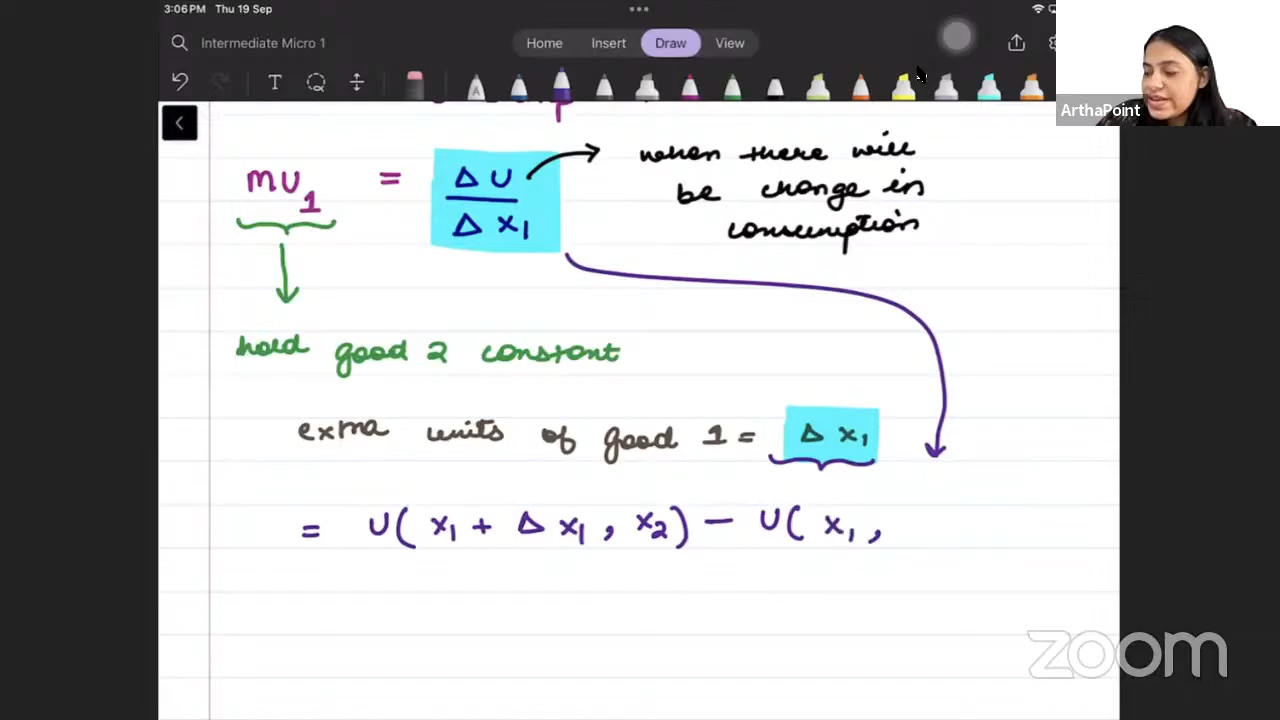 3:06 PM Thu 19 Sep
Intermediate Micro 1
Home Insert Draw View
T
A
ArthaPoint
MU₁ = ΔU / Δx₁
when there will
be change in
consumption
hold good 2 constant
extra units of good 1 = Δx₁
= U(x₁ + Δx₁, x₂) - U(x₁,
zoom